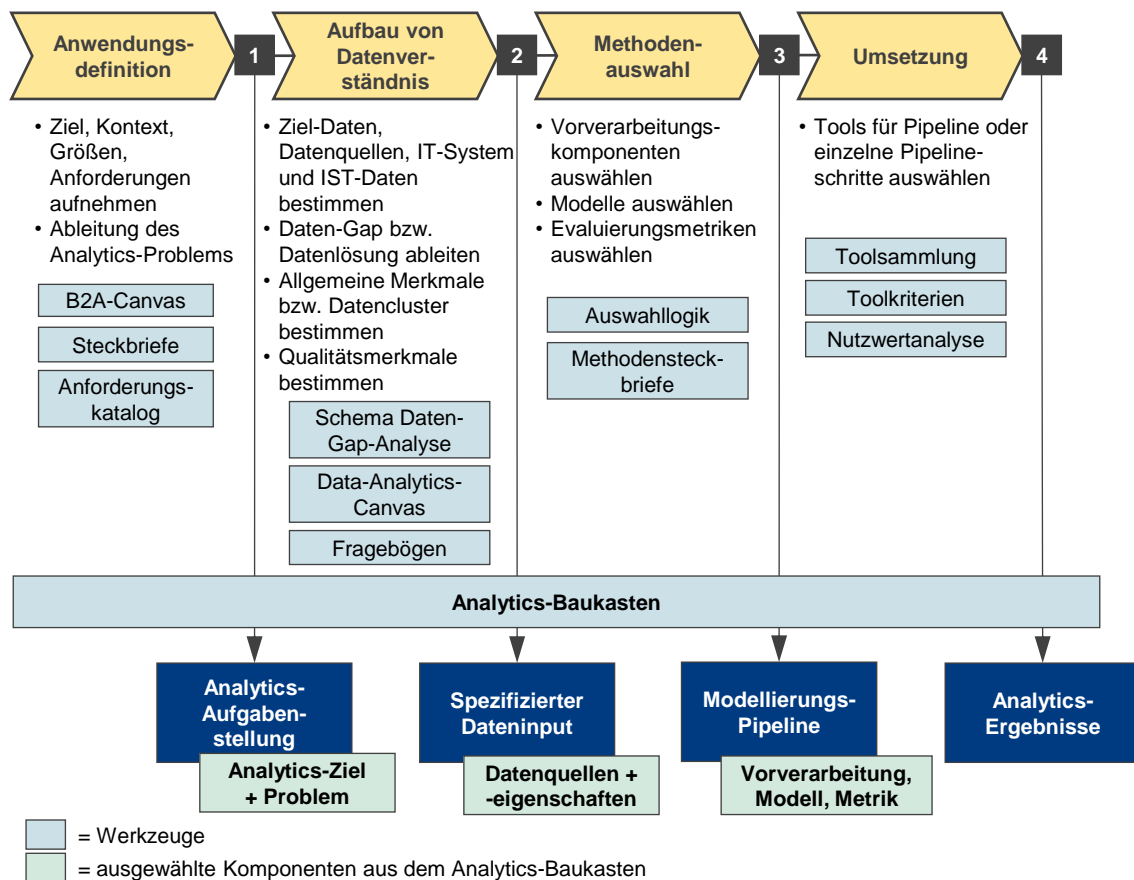 Anwendungs-
definition
1
Aufbau von
Datenver-
ständnis
2
Methoden-
auswahl
3
Umsetzung
4
• Ziel, Kontext,
Größen,
Anforderungen
aufnehmen
• Ableitung des
Analytics-Problems
B2A-Canvas
Steckbriefe
Anforderungs-
katalog
• Ziel-Daten,
Datenquellen, IT-System
und IST-Daten
bestimmen
• Daten-Gap bzw.
Datenlösung ableiten
• Allgemeine Merkmale
bzw. Datencluster
bestimmen
• Qualitätsmerkmale
bestimmen
Schema Daten-
Gap-Analyse
Data-Analytics-
Canvas
Fragebögen
• Vorverarbeitungs-
komponenten
auswählen
• Modelle auswählen
• Evaluierungsmetriken
auswählen
Auswahllogik
Methodensteck-
briefe
• Tools für Pipeline oder
einzelne Pipeline-
schritte auswählen
Toolsammlung
Toolkriterien
Nutzwertanalyse
Analytics-Baukasten
Analytics-
Aufgaben-
stellung
Analytics-Ziel
+ Problem
Spezifizierter
Dateninput
Datenquellen +
-eigenschaften
Modellierungs-
Pipeline
Vorverarbeitung,
Modell, Metrik
Analytics-
Ergebnisse
= Werkzeuge
= ausgewählte Komponenten aus dem Analytics-Baukasten